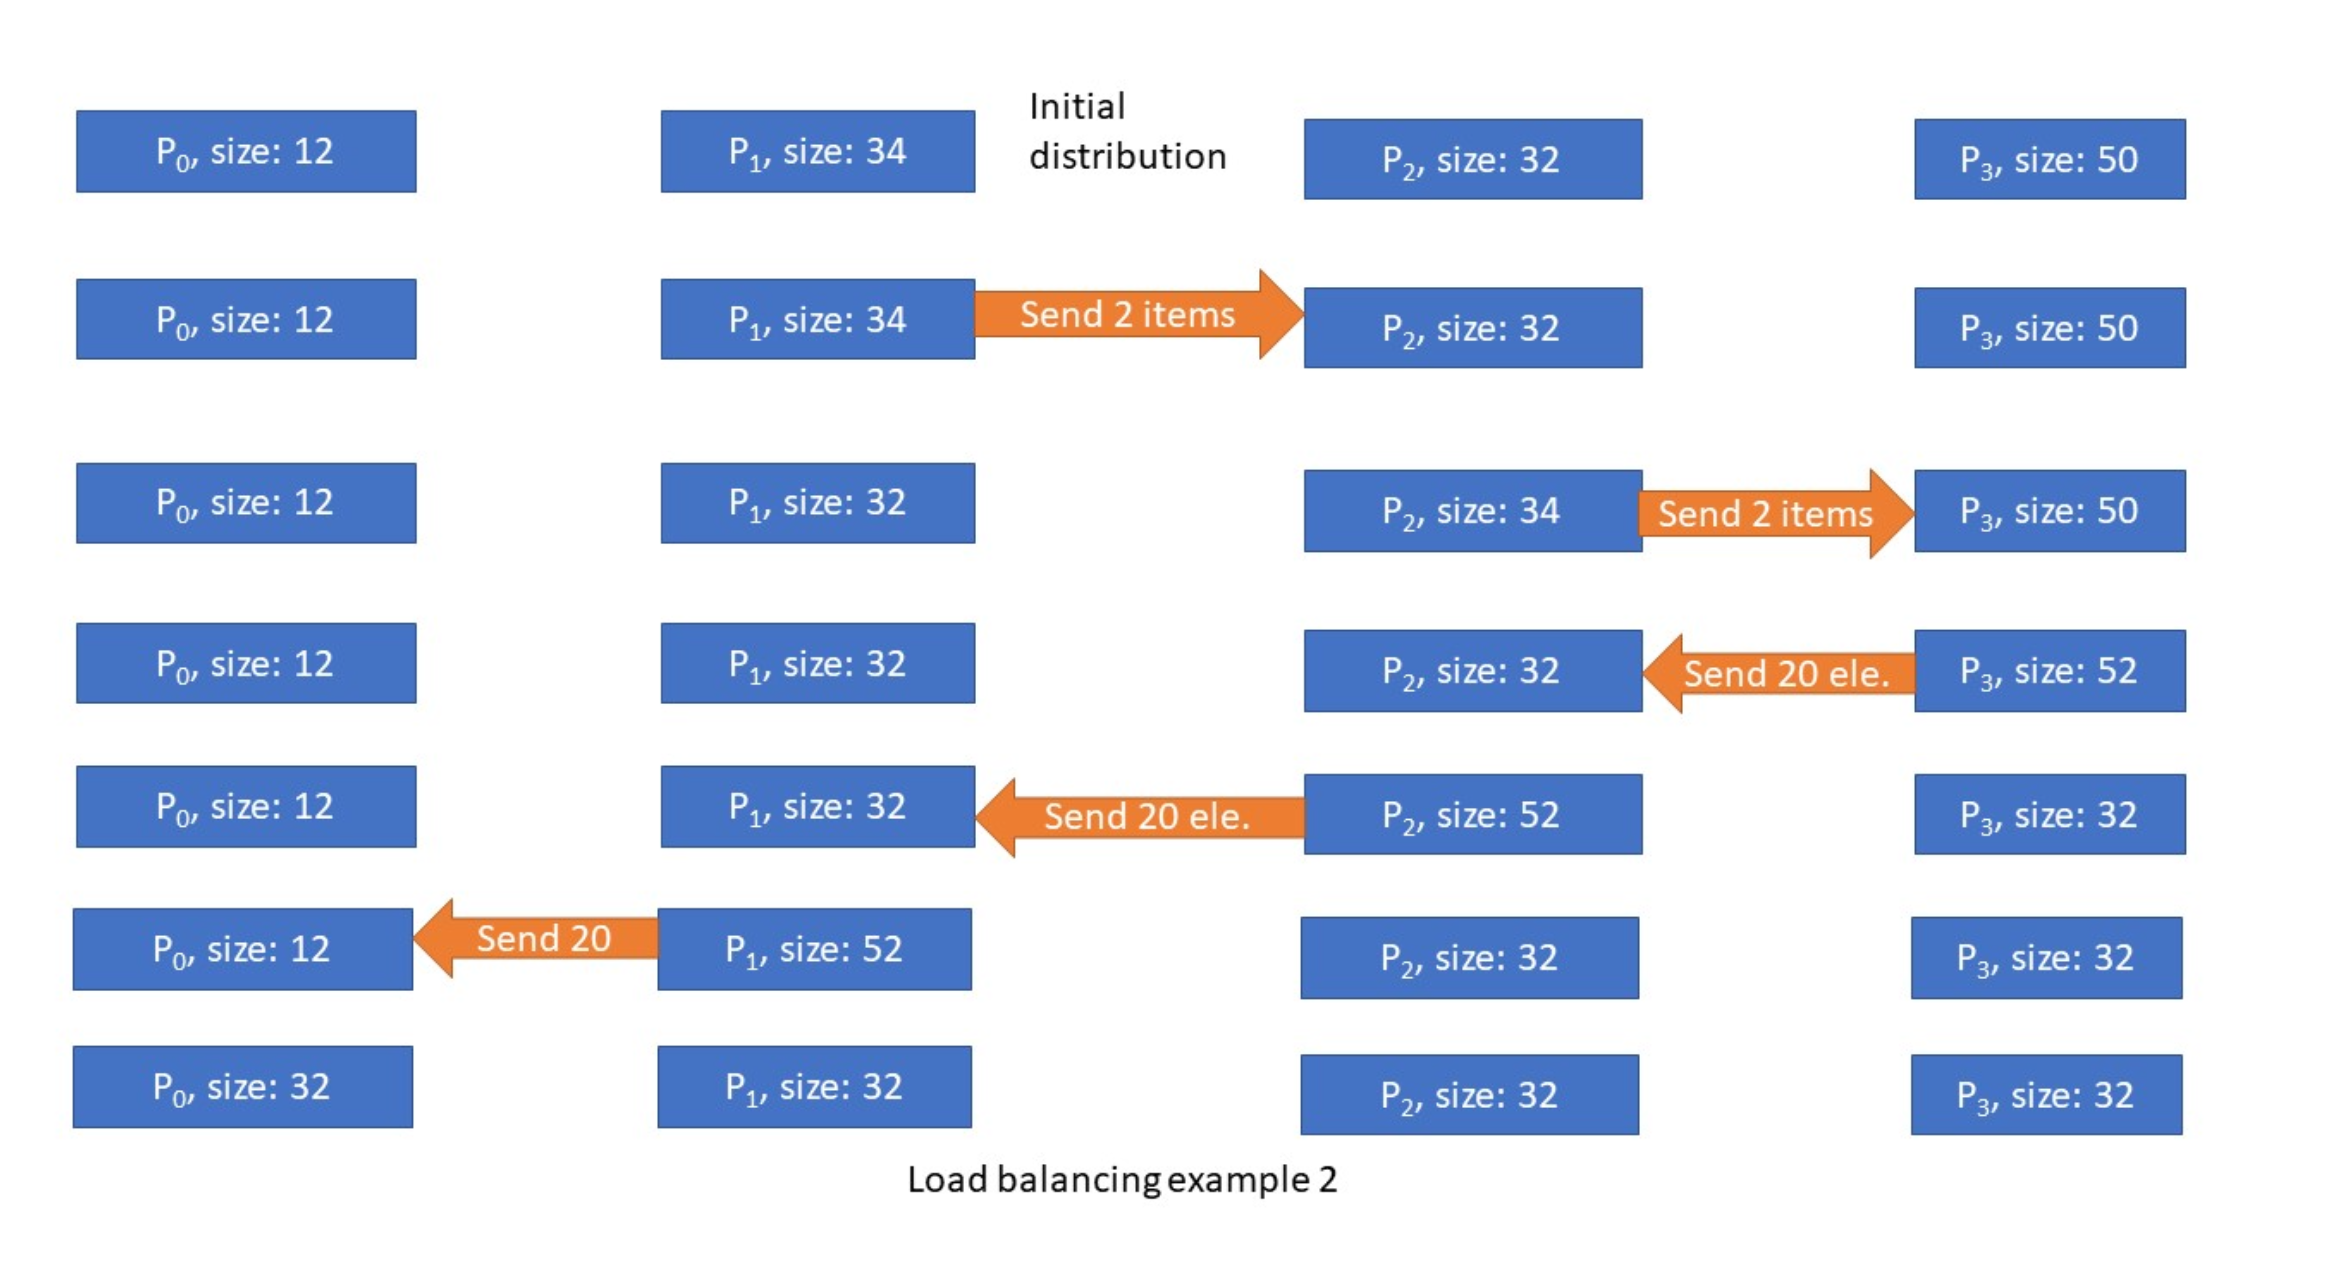 Initial
distribution
P₀, size: 12
P₁, size: 34
P₂, size: 32
P₃, size: 50
P₀, size: 12
P₁, size: 34
Send 2 items
P₂, size: 32
P₃, size: 50
P₀, size: 12
P₁, size: 32
P₂, size: 34
Send 2 items
P₃, size: 50
P₀, size: 12
P₁, size: 32
P₂, size: 32
Send 20 ele.
P₃, size: 52
P₀, size: 12
P₁, size: 32
Send 20 ele.
P₂, size: 52
P₃, size: 32
P₀, size: 12
Send 20
P₁, size: 52
P₂, size: 32
P₃, size: 32
P₀, size: 32
P₁, size: 32
P₂, size: 32
P₃, size: 32
Load balancing example 2